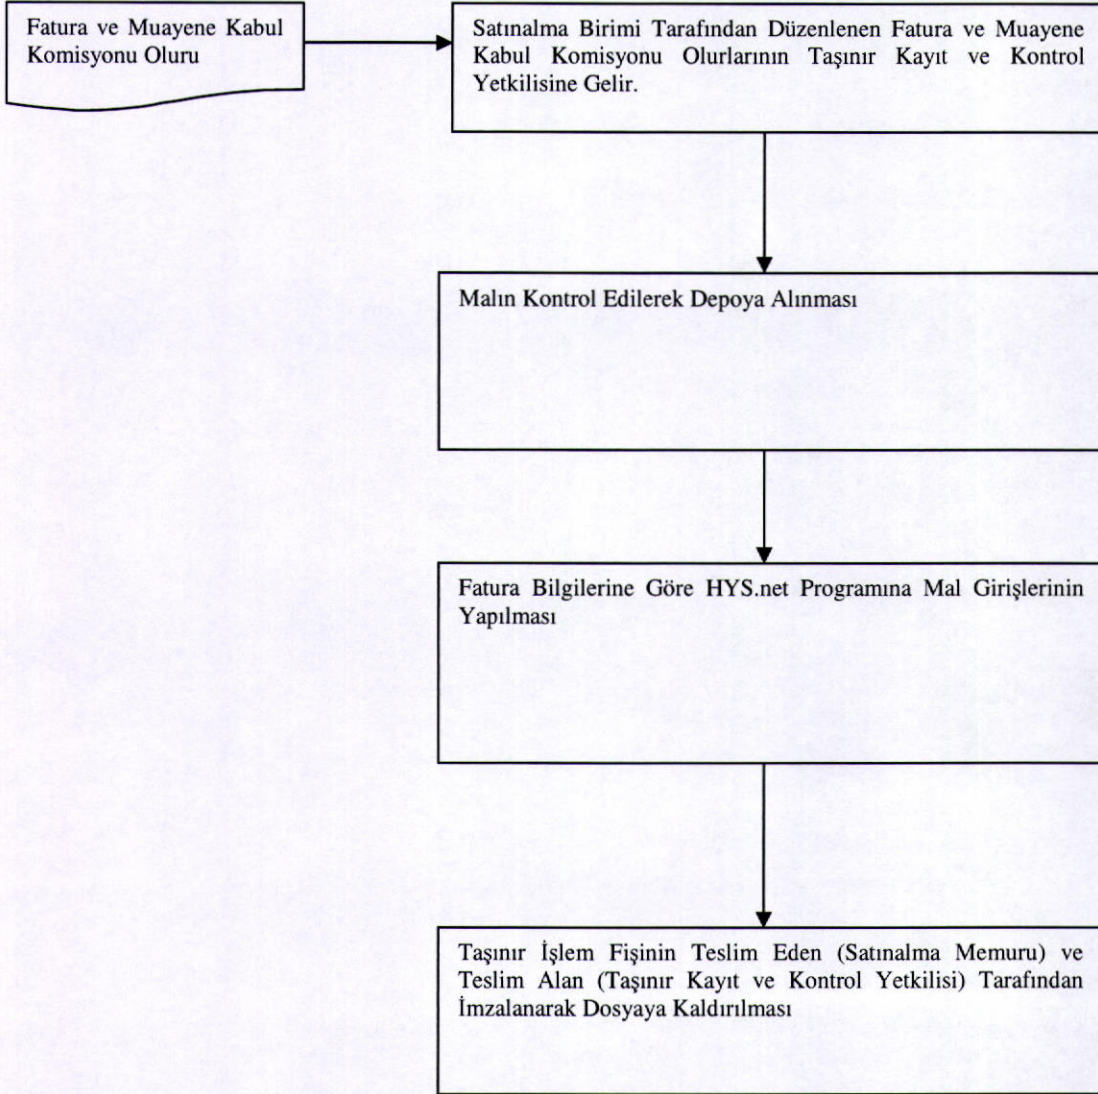 Fatura ve Muayene Kabul
Komisyonu Oluru
Satınalma Birimi Tarafından Düzenlenen Fatura ve Muayene
Kabul Komisyonu Olurlarının Taşınır Kayıt ve Kontrol
Yetkilisine Gelir.
Malın Kontrol Edilerek Depoya Alınması
Fatura Bilgilerine Göre HYS.net Programına Mal Girişlerinin
Yapılması
Taşınır İşlem Fişinin Teslim Eden (Satınalma Memuru) ve
Teslim Alan (Taşınır Kayıt ve Kontrol Yetkilisi) Tarafından
İmzalanarak Dosyaya Kaldırılması